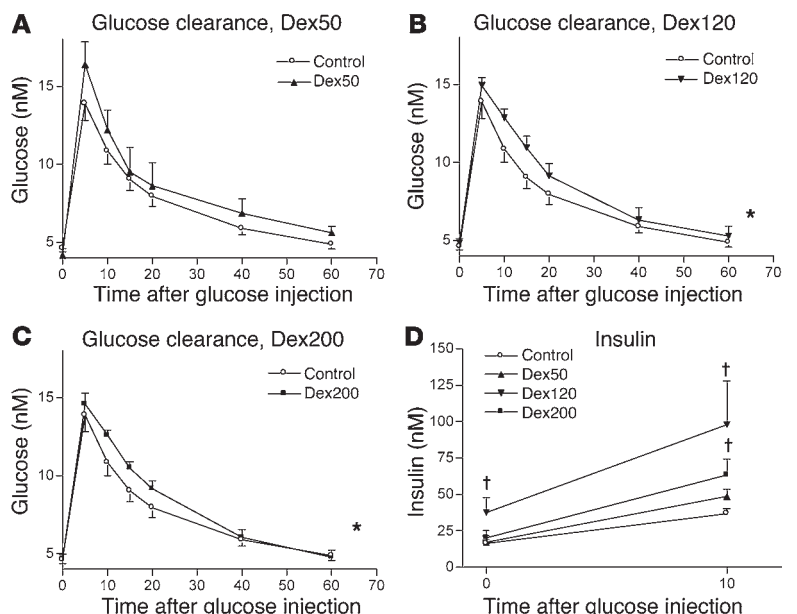 A
Glucose clearance, Dex50
Control
Dex50
Glucose (nM)
15
10
5
0 10 20 30 40 50 60 70
Time after glucose injection
B
Glucose clearance, Dex120
Control
Dex120
Glucose (nM)
15
10
5
0 10 20 30 40 50 60 70
Time after glucose injection
*
C
Glucose clearance, Dex200
Control
Dex200
Glucose (nM)
15
10
5
0 10 20 30 40 50 60 70
Time after glucose injection
*
D
Insulin
Control
Dex50
Dex120
Dex200
Insulin (nM)
150
125
100
75
50
25
0
0 10
Time after glucose injection
†
†
†